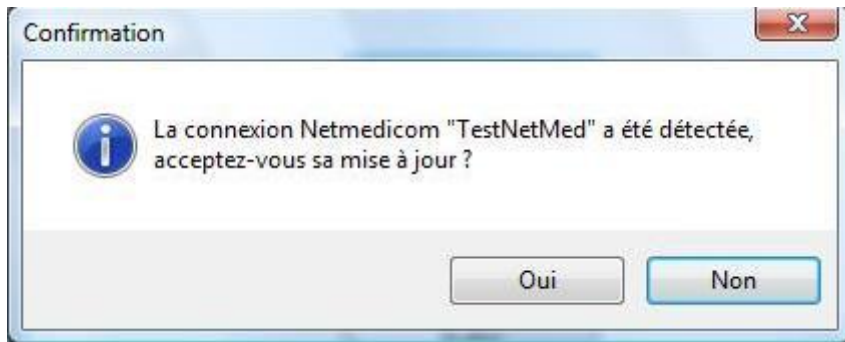 Confirmation
La connexion Netmedicom "TestNetMed" a été détectée,
acceptez-vous sa mise à jour ?
Oui
Non